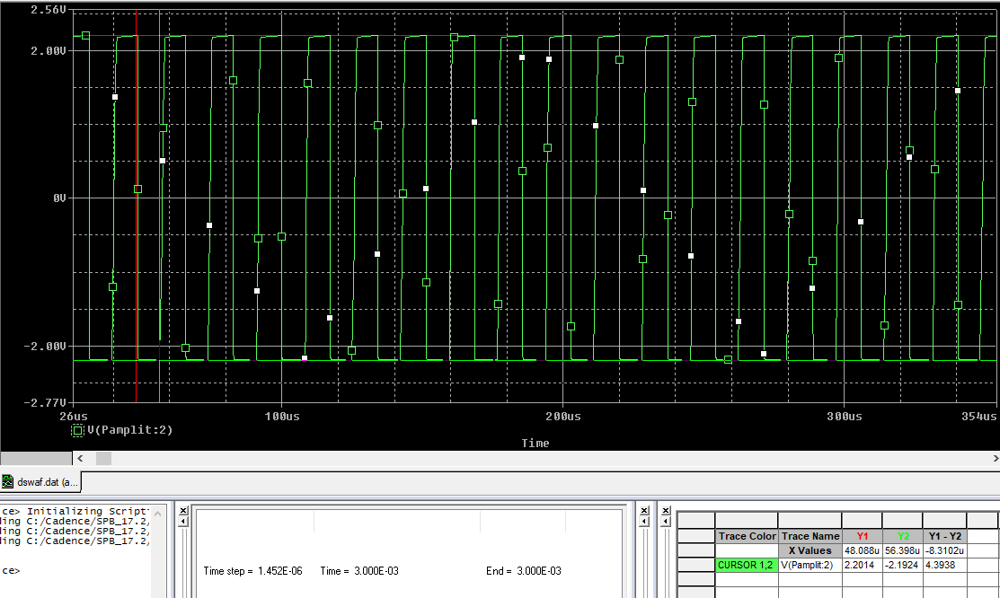 2.56V
2.00V
0V
-2.00V
-2.77V
26us 100us 200us 300us 354us
V(Pamplit:2)
Time
dswaf.dat (a...
ce> Initializing Script
ding C:/Cadence/SPB_17.2,
ding C:/Cadence/SPB_17.2,
ding C:/Cadence/SPB_17.2,
ce>
Time step = 1.452E-06 Time = 3.000E-03 End = 3.000E-03
Trace Color Trace Name Y1 Y2 Y1 - Y2
X Values 48.088u 56.398u -8.3102u
CURSOR 1,2 V(Pamplit:2) 2.2014 -2.1924 4.3938